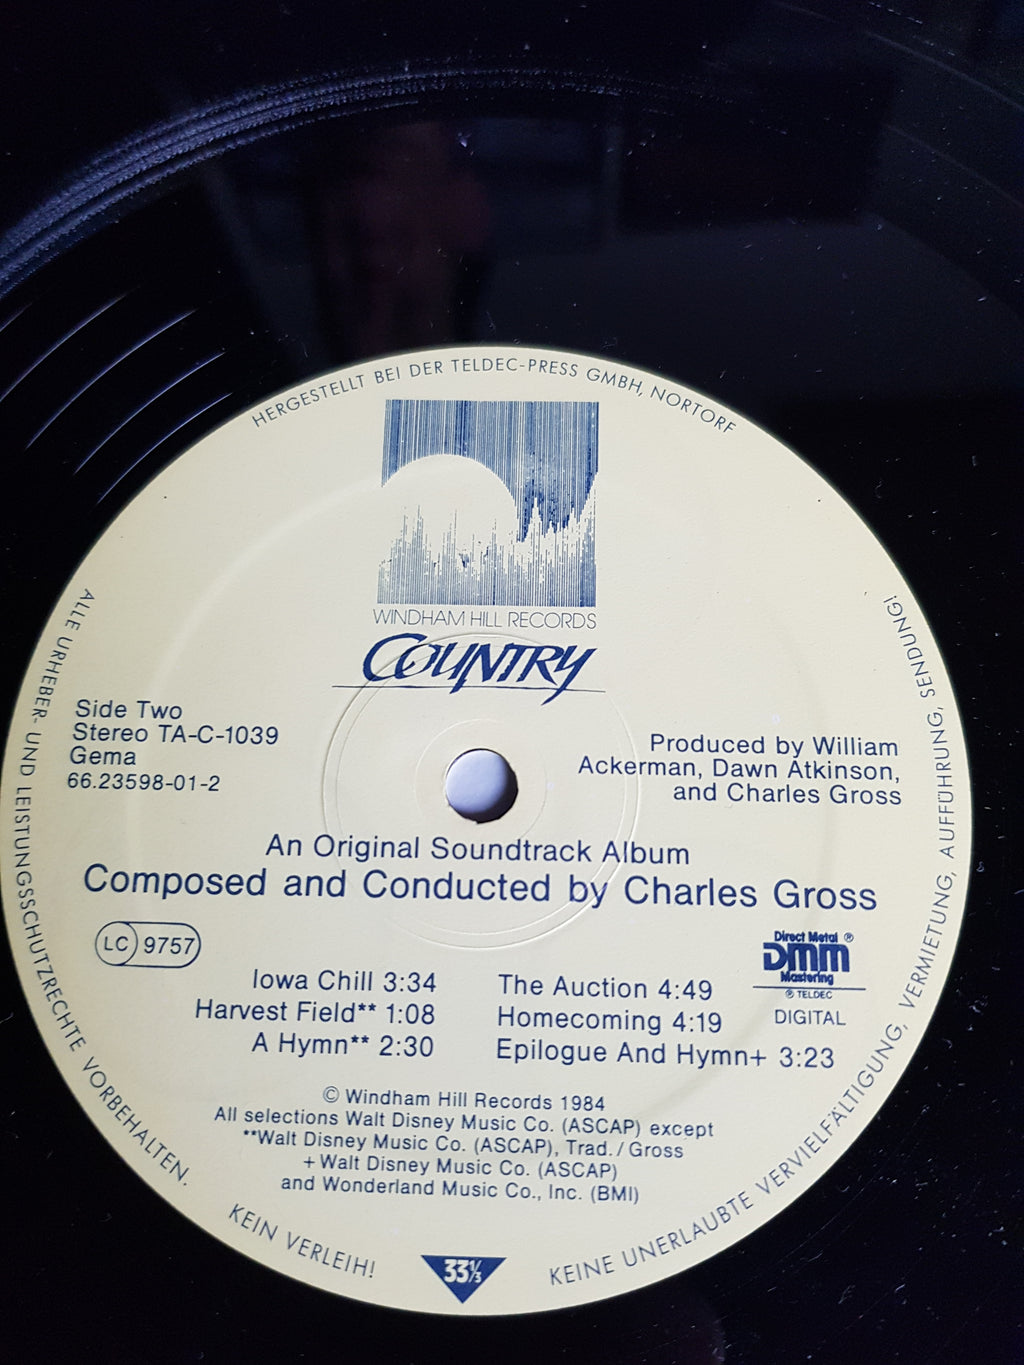 HERGESTELLT BEI DER TELDEC-PRESS GMBH, NORTORF
WINDHAM HILL RECORDS
COUNTRY
Side Two
Stereo TA-C-1039
Gema
66.23598-01-2
Produced by William
Ackerman, Dawn Atkinson,
and Charles Gross
An Original Soundtrack Album
Composed and Conducted by Charles Gross
LC 9757
Direct Metal ®
DMM
Mastering
® TELDEC
DIGITAL
Iowa Chill 3:34
Harvest Field** 1:08
A Hymn** 2:30
The Auction 4:49
Homecoming 4:19
Epilogue And Hymn+ 3:23
© Windham Hill Records 1984
All selections Walt Disney Music Co. (ASCAP) except
**Walt Disney Music Co. (ASCAP), Trad./Gross
+Walt Disney Music Co. (ASCAP)
and Wonderland Music Co., Inc. (BMI)
33⅓
ALLE URHEBER- UND LEISTUNGSSCHUTZRECHTE VORBEHALTEN.
KEIN VERLEIH!
KEINE UNERLAUBTE VERVIELFÄLTIGUNG, VERMIETUNG, AUFFÜHRUNG, SENDUNG!